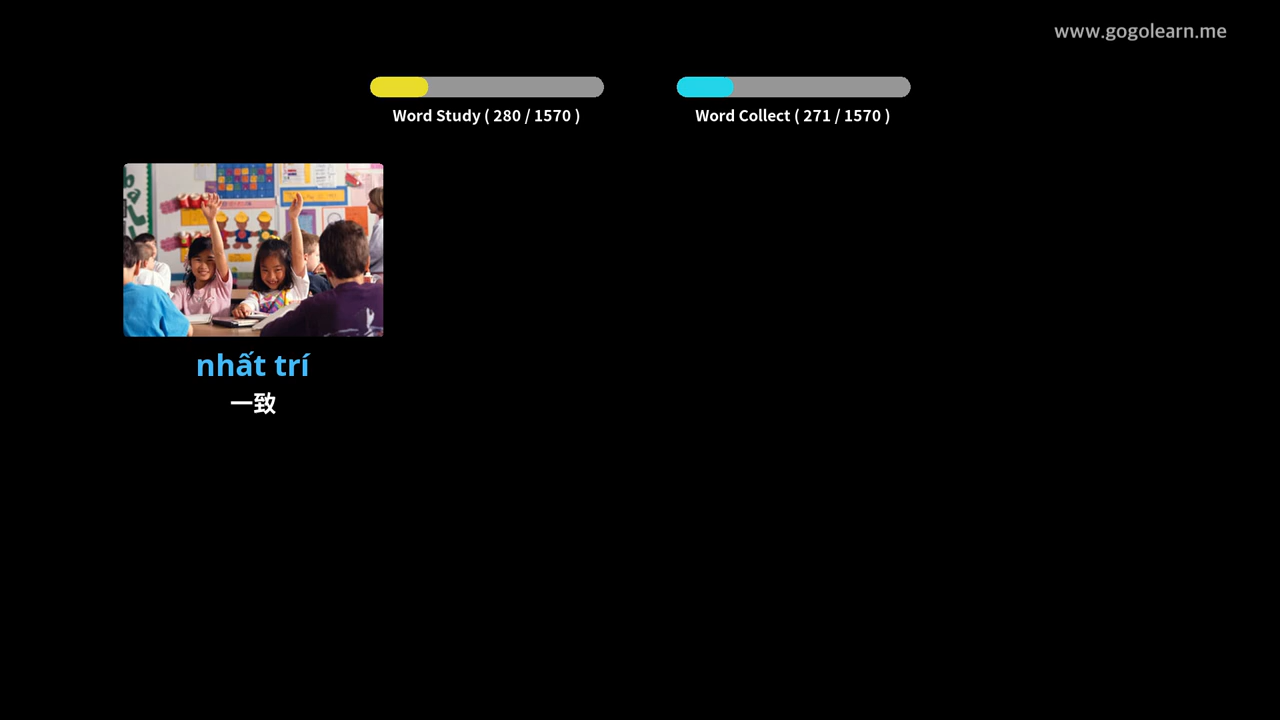 www.gogolearn.me
Word Study ( 280 / 1570 )
Word Collect ( 271 / 1570 )
nhất trí
一致